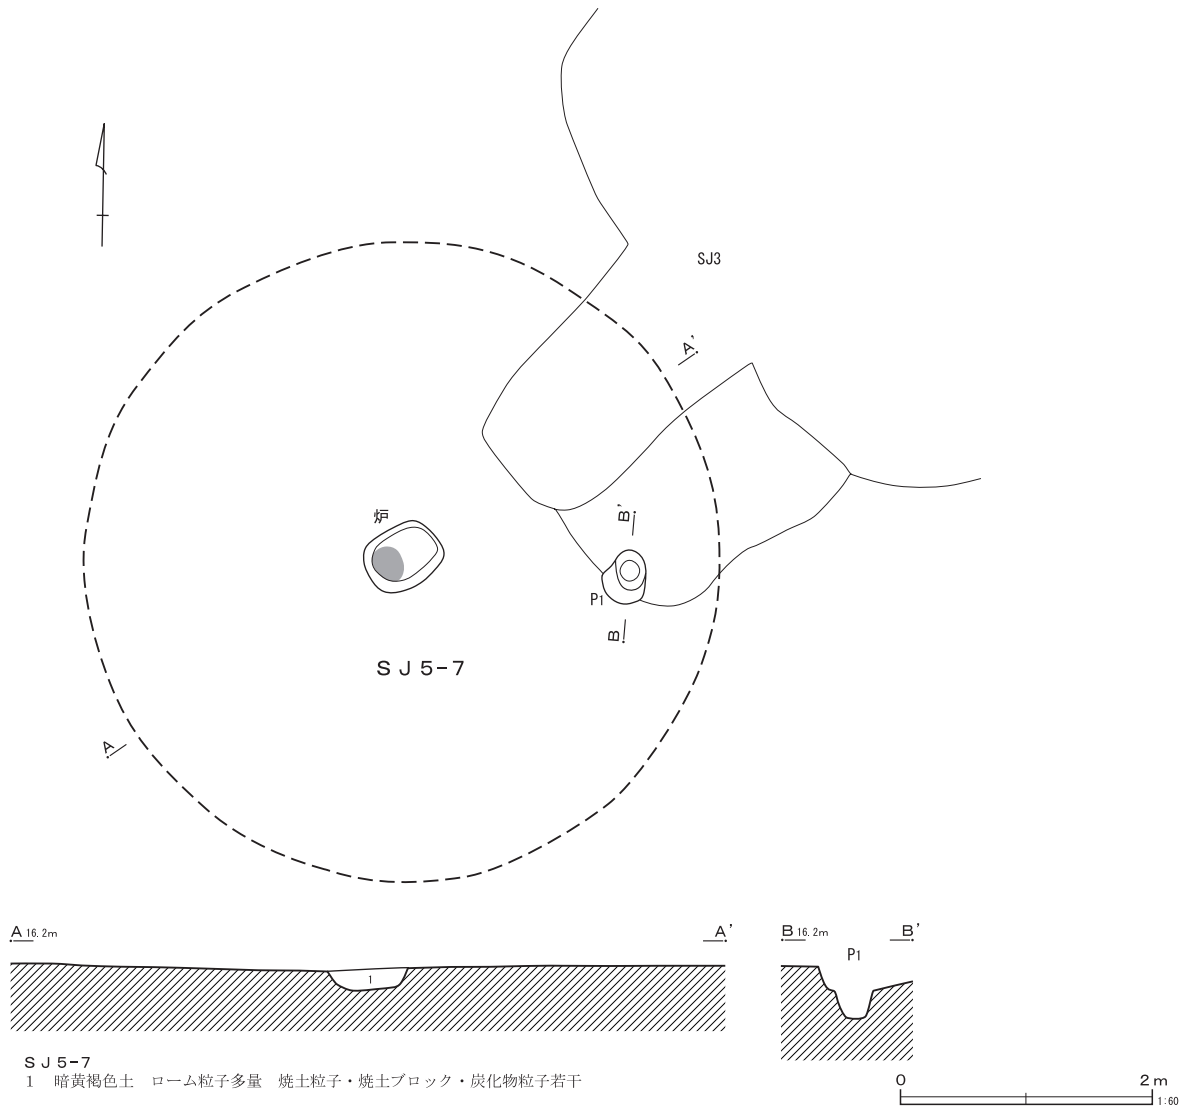 SJ3
A'
炉
B'
P1
B
SJ5-7
A
A 16.2m A'
B 16.2m B'
P1
1
SJ5-7
1 暗黄褐色土 ローム粒子多量 焼土粒子・焼土ブロック・炭化物粒子若干
0 2m
1:60